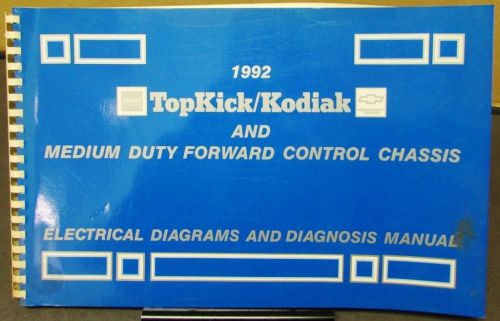 1992
TopKick/Kodiak
AND
MEDIUM DUTY FORWARD CONTROL CHASSIS
ELECTRICAL DIAGRAMS AND DIAGNOSIS MANUAL